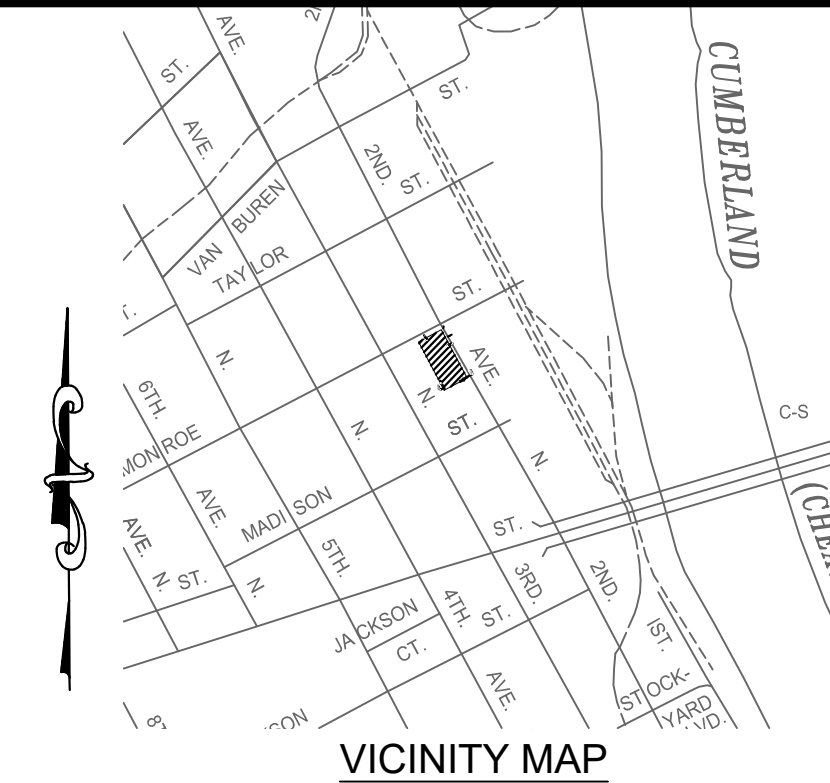 AVE.
ST.
AVE.
ST.
2ND.
ST.
CUMBERLAND
VAN BUREN
TAYLOR
ST.
AVE.
N.
6TH.
N.
ST.
N.
N.
C-S
MONROE
AVE.
MADISON
ST.
AVE.
N.
ST.
N.
5TH.
3RD.
2ND.
4TH.
ST.
JACKSON
CT.
IST.
AVE.
STOCK-
YARD
VICINITY MAP